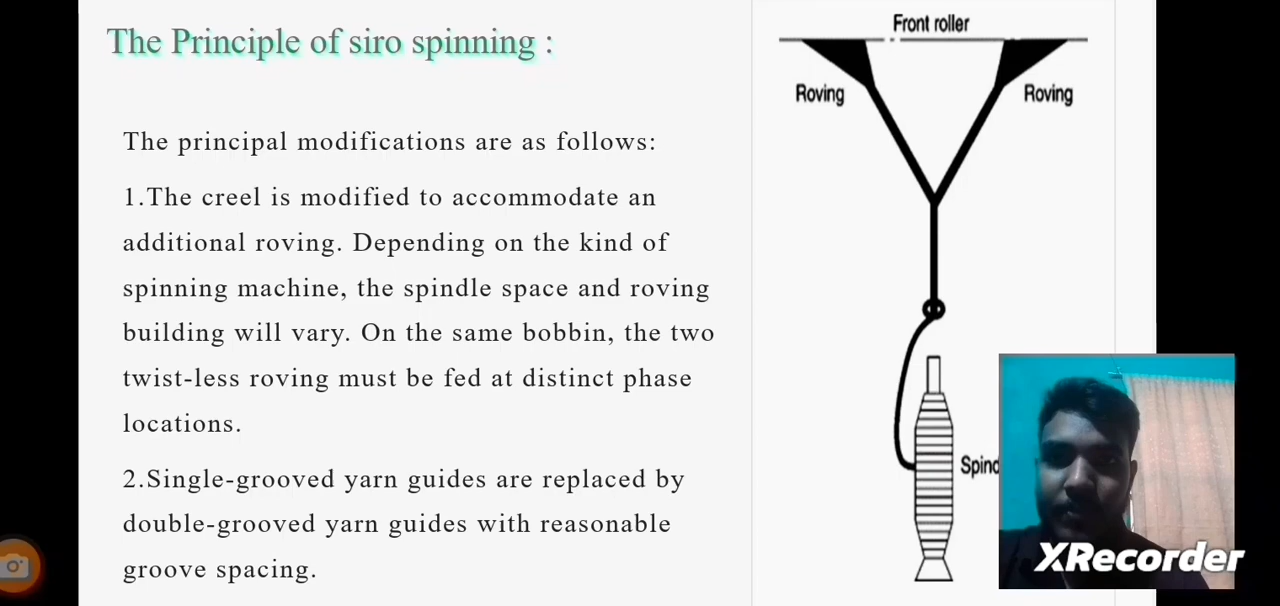 The Principle of siro spinning :
The principal modifications are as follows:
1.The creel is modified to accommodate an
additional roving. Depending on the kind of
spinning machine, the spindle space and roving
building will vary. On the same bobbin, the two
twist-less roving must be fed at distinct phase
locations.
2.Single-grooved yarn guides are replaced by
double-grooved yarn guides with reasonable
groove spacing.
Front roller
Roving
Roving
XRecorder